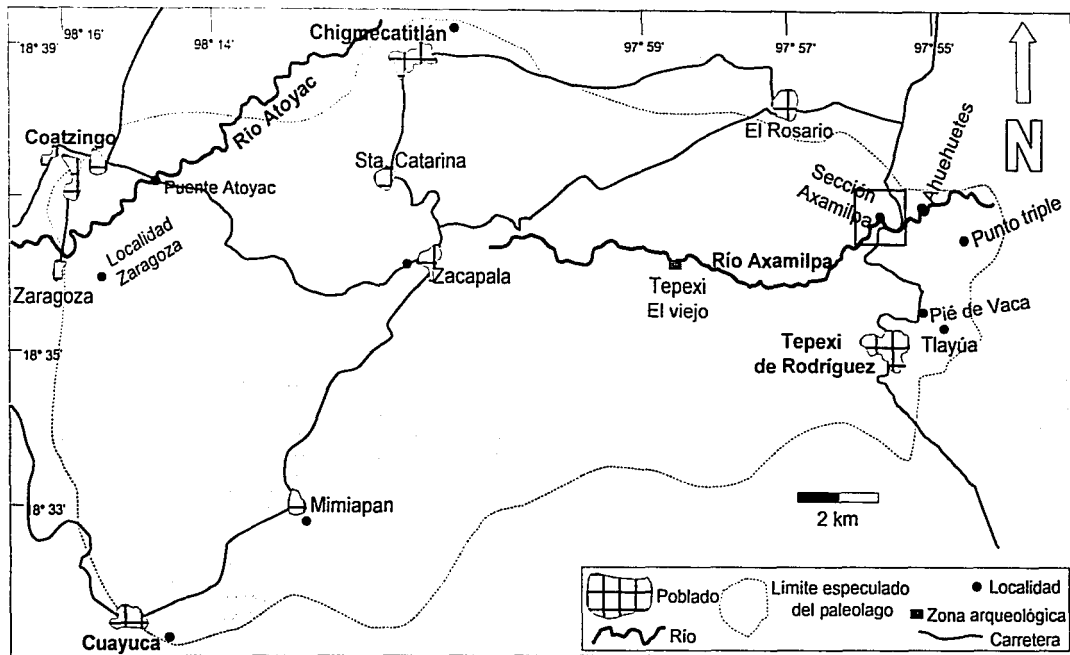 98° 16'
98° 14'
97° 59'
97° 57'
97° 55'
18° 39'
Chigmecatitlán
Río Atoyac
Coatzingo
El Rosario
N
Sta. Catarina
Puente Atoyac
Sección
Axamilpa
Ahuehuetes
Localidad
Zaragoza
Punto triple
Zaragoza
Zacapala
Río Axamilpa
Tepexi
El viejo
Pié de Vaca
Tlayúa
18° 35'
Tepexi
de Rodríguez
18° 33'
Mimiapan
2 km
Cuayuca
Poblado
Río
Límite especulado
del paleolago
Localidad
Zona arqueológica
Carretera